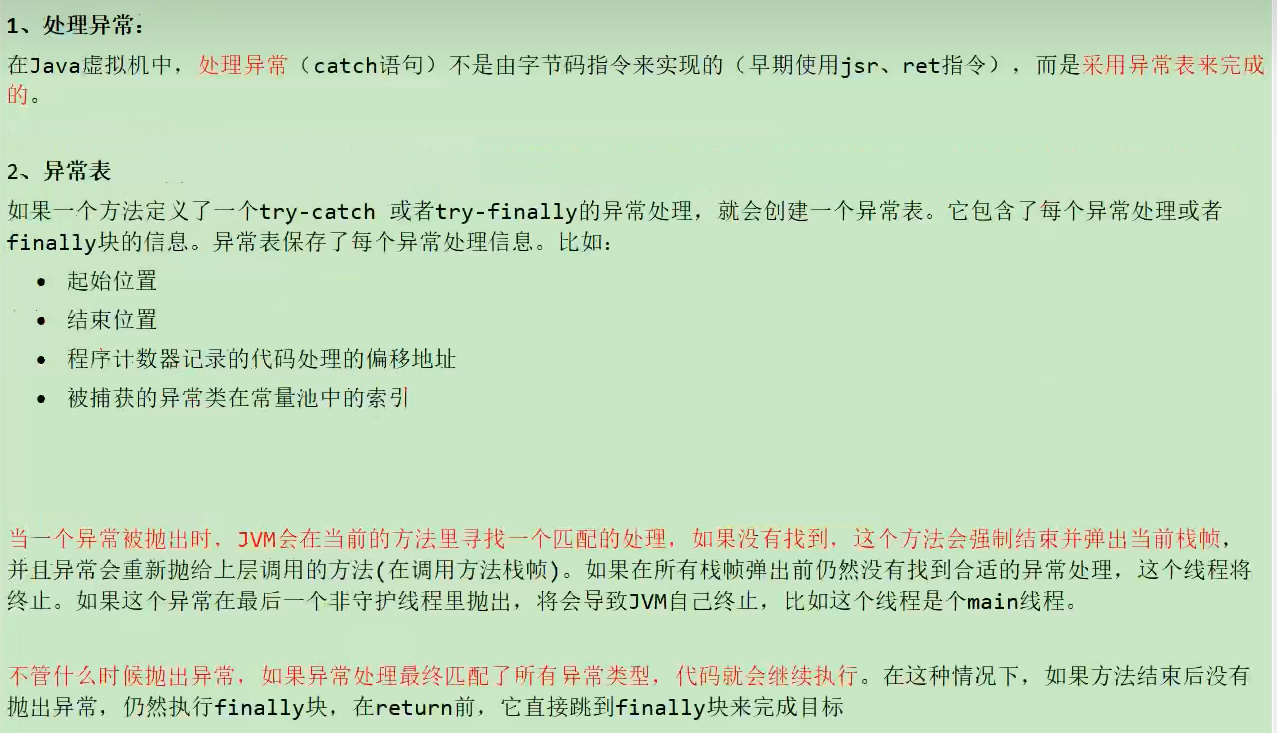 1、处理异常：
在Java虚拟机中，处理异常（catch语句）不是由字节码指令来实现的（早期使用jsr、ret指令），而是采用异常表来完成
的。
2、异常表
如果一个方法定义了一个try-catch 或者try-finally的异常处理，就会创建一个异常表。它包含了每个异常处理或者
finally块的信息。异常表保存了每个异常处理信息。比如：
• 起始位置
• 结束位置
• 程序计数器记录的代码处理的偏移地址
• 被捕获的异常类在常量池中的索引
当一个异常被抛出时，JVM会在当前的方法里寻找一个匹配的处理，如果没有找到，这个方法会强制结束并弹出当前栈帧，
并且异常会重新抛给上层调用的方法(在调用方法栈帧)。如果在所有栈帧弹出前仍然没有找到合适的异常处理，这个线程将
终止。如果这个异常在最后一个非守护线程里抛出，将会导致JVM自己终止，比如这个线程是个main线程。
不管什么时候抛出异常，如果异常处理最终匹配了所有异常类型，代码就会继续执行。在这种情况下，如果方法结束后没有
抛出异常，仍然执行finally块，在return前，它直接跳到finally块来完成目标